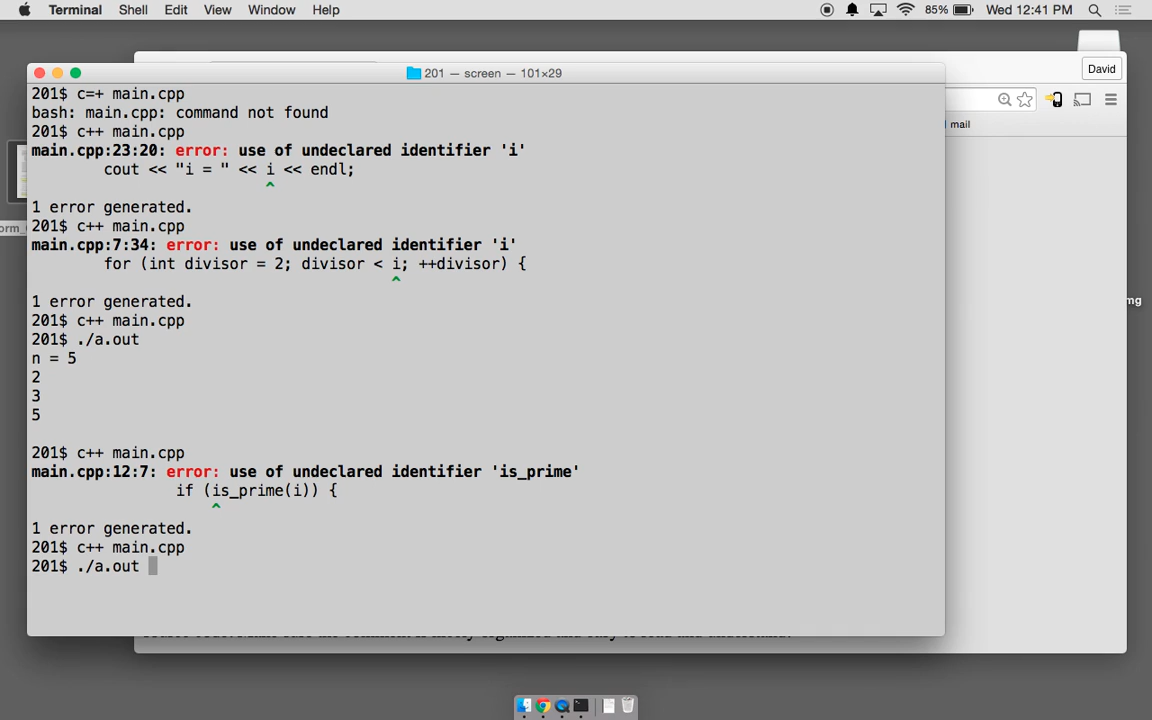 Terminal Shell Edit View Window Help 85% Wed 12:41 PM
201 — screen — 101×29
David
mail
201$ c=+ main.cpp
bash: main.cpp: command not found
201$ c++ main.cpp
main.cpp:23:20: error: use of undeclared identifier 'i'
cout << "i = " << i << endl;
^
1 error generated.
201$ c++ main.cpp
main.cpp:7:34: error: use of undeclared identifier 'i'
for (int divisor = 2; divisor < i; ++divisor) {
^
1 error generated.
201$ c++ main.cpp
201$ ./a.out
n = 5
2
3
5
201$ c++ main.cpp
main.cpp:12:7: error: use of undeclared identifier 'is_prime'
if (is_prime(i)) {
^
1 error generated.
201$ c++ main.cpp
201$ ./a.out